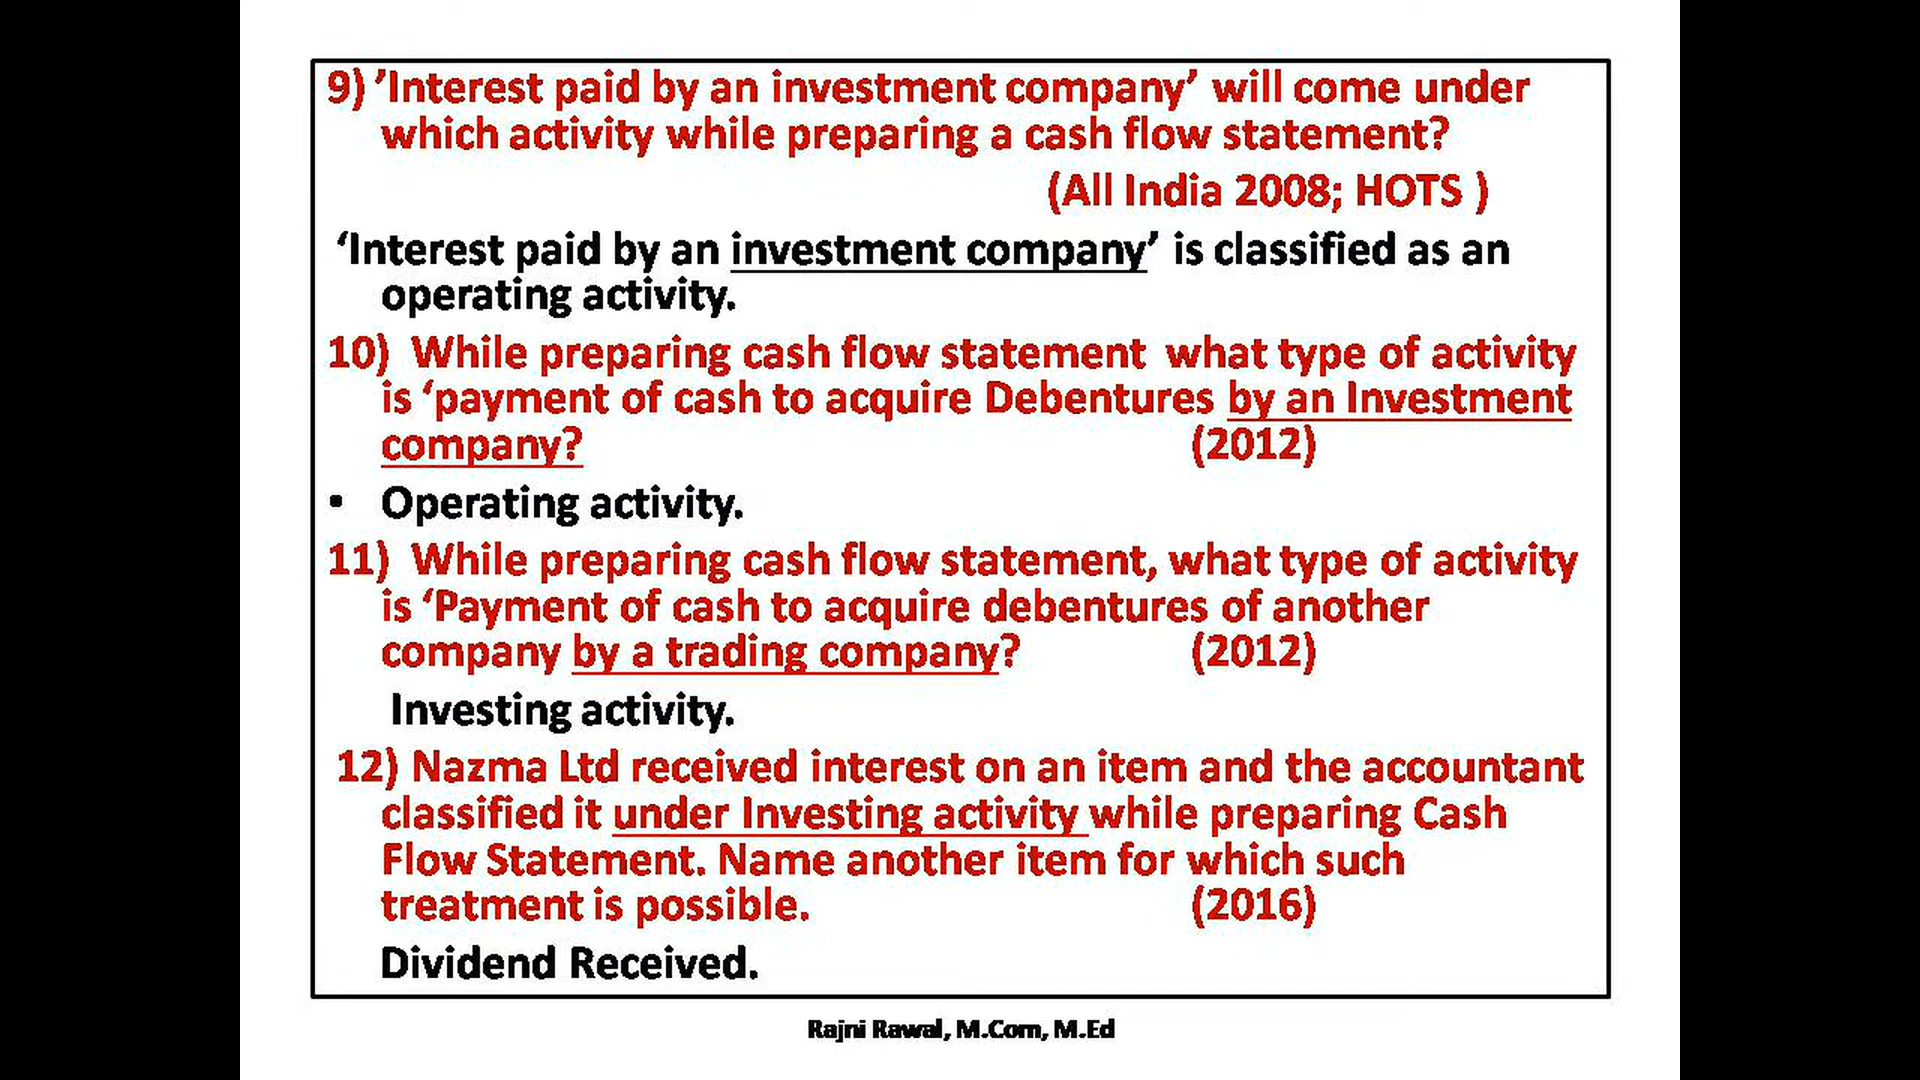 9) ’Interest paid by an investment company’ will come under
which activity while preparing a cash flow statement?
(All India 2008; HOTS )
‘Interest paid by an investment company’ is classified as an
operating activity.
10) While preparing cash flow statement what type of activity
is ‘payment of cash to acquire Debentures by an Investment
company?
(2012)
• Operating activity.
11) While preparing cash flow statement, what type of activity
is ‘Payment of cash to acquire debentures of another
company by a trading company?
(2012)
Investing activity.
12) Nazma Ltd received interest on an item and the accountant
classified it under Investing activity while preparing Cash
Flow Statement. Name another item for which such
treatment is possible.
(2016)
Dividend Received.
Rajni Rawal, M.Com, M.Ed